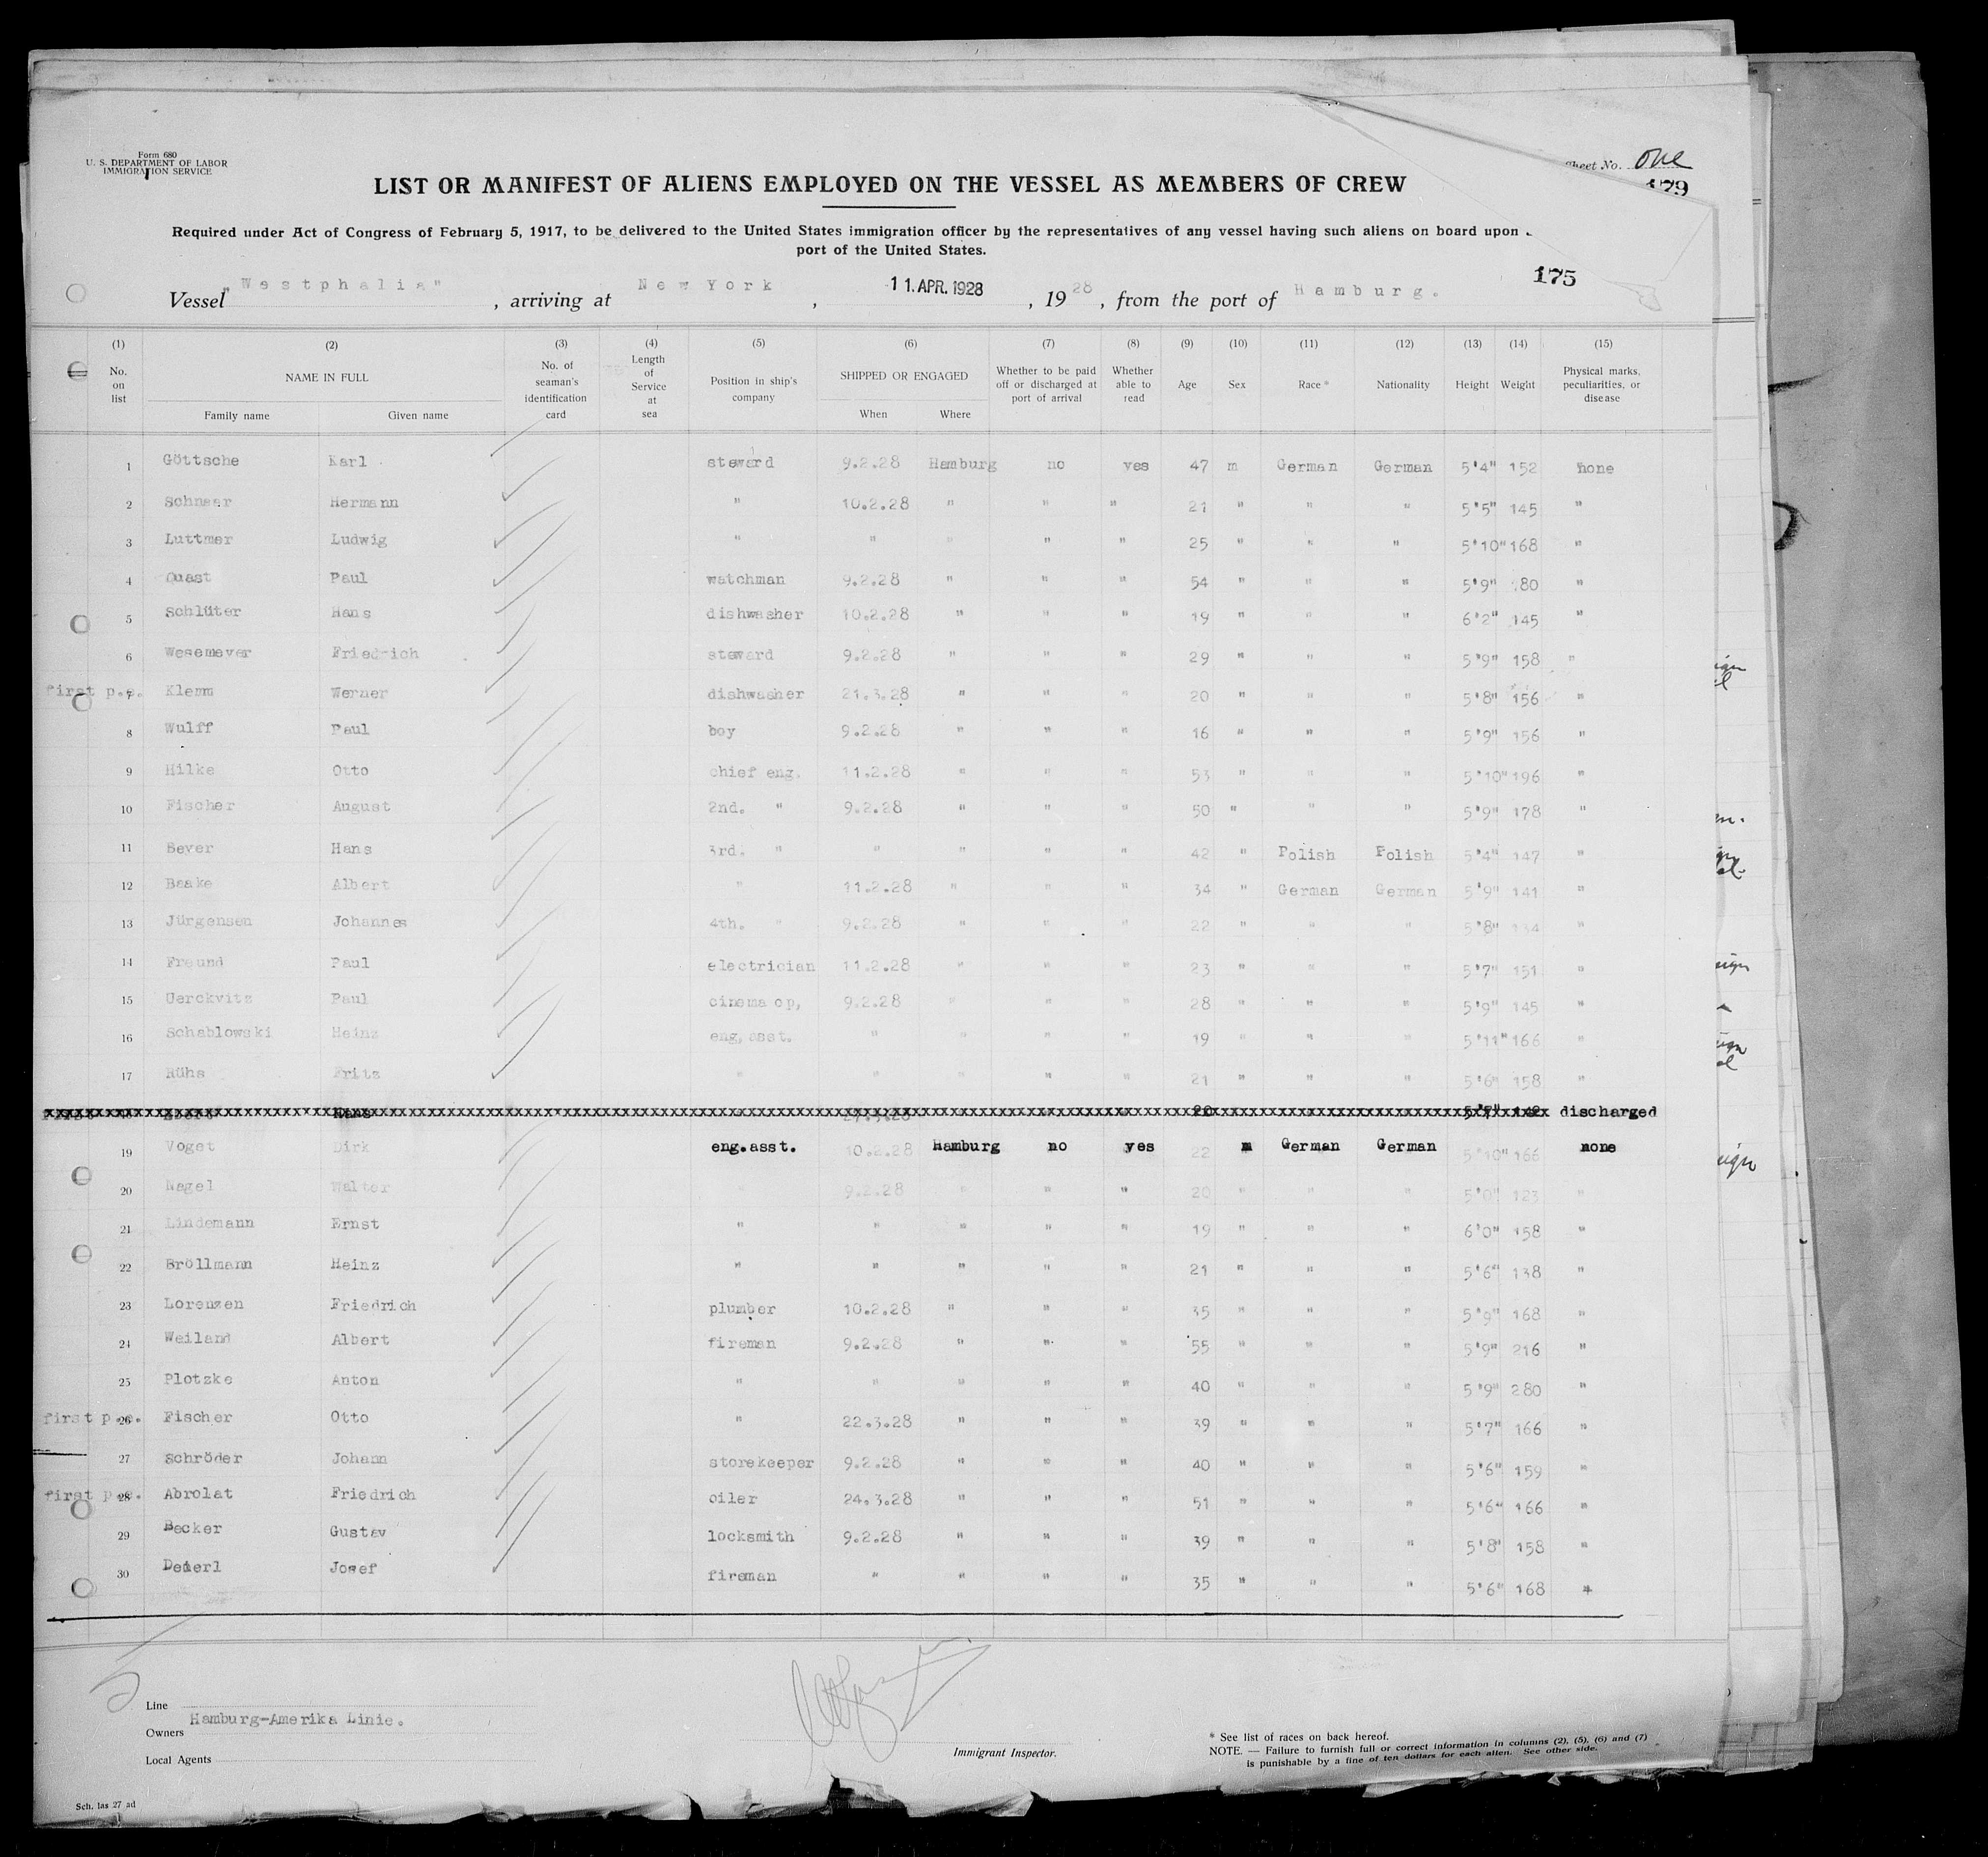 Form 680
U. S. DEPARTMENT OF LABOR
IMMIGRATION SERVICE
Sheet No. One
179
LIST OR MANIFEST OF ALIENS EMPLOYED ON THE VESSEL AS MEMBERS OF CREW
Required under Act of Congress of February 5, 1917, to be delivered to the United States immigration officer by the representatives of any vessel having such aliens on board upon
port of the United States.
175
Vessel "Westphalia", arriving at New York, 11. APR. 1928, 1928, from the port of Hamburg.
(1) (2) (3) (4) (5) (6) (7) (8) (9) (10) (11) (12) (13) (14) (15)
No. on list NAME IN FULL Family name Given name No. of seaman's identification card Length of Service at sea Position in ship's company SHIPPED OR ENGAGED When Where Whether to be paid off or discharged at port of arrival Whether able to read Age Sex Race * Nationality Height Weight Physical marks, peculiarities, or disease
1 Göttsche Karl steward 9.2.28 Hamburg no yes 47 m German German 5'4" 152 none
2 Schnaar Hermann " 10.2.28 " " " 21 " " " 5'5" 145 "
3 Luttmer Ludwig " " " " " 25 " " " 5'10" 168 "
4 Quast Paul watchman 9.2.28 " " " 54 " " " 5'9" 80 "
5 Schlüter Hans dishwasher 10.2.28 " " " 19 " " " 6'2" 145 "
6 Wesemeyer Friedrich steward 9.2.28 " " " 29 " " " 5'9" 158 "
first p.e. 7 Klemm Werner dishwasher 21.3.28 " " " 20 " " " 5'8" 156 "
8 Wulff Paul boy 9.2.28 " " " 16 " " " 5'9" 156 "
9 Hilke Otto chief eng. 11.2.28 " " " 53 " " " 5'10" 196 "
10 Fischer August 2nd. " 9.2.28 " " " 50 " " " 5'9" 178 "
11 Beyer Hans 3rd. " " " " " 42 " Polish Polish 5'4" 147 "
12 Baake Albert " 11.2.28 " " " 34 " German German 5'9" 141 "
13 Jürgensen Johannes 4th. " 9.2.28 " " " 22 " " " 5'8" 134 "
14 Freund Paul electrician 11.2.28 " " " 23 " " " 5'7" 151 "
15 Uerckvitz Paul cinema op, 9.2.28 " " " 28 " " " 5'9" 145 "
16 Schablowski Heinz eng, asst. " " " " 19 " " " 5'11" 166 "
17 Rühs Fritz " " " " " 21 " " " 5'6" 158 "
Hans 20 5'7" 142 discharged
19 Voget Dirk eng.asst. 10.2.28 Hamburg no yes 22 m German German 5'10" 166 none
20 Nagel Walter " 9.2.28 " " " 20 " " " 5'0" 123 "
21 Lindemann Ernst " " " " " 19 " " " 6'0" 158 "
22 Bröllmann Heinz " " " " " 21 " " " 5'6" 138 "
23 Lorenzen Friedrich plumber 10.2.28 " " " 35 " " " 5'9" 168 "
24 Weiland Albert fireman 9.2.28 " " " 55 " " " 5'9" 216 "
25 Plotzke Anton " " " " " 40 " " " 5'9" 280 "
first p.e. 26 Fischer Otto " 22.3.28 " " " 39 " " " 5'7" 166 "
27 Schröder Johann storekeeper 9.2.28 " " " 40 " " " 5'6" 159 "
first p.e. 28 Abrolat Friedrich oiler 24.3.28 " " " 51 " " " 5'6" 166 "
29 Becker Gustav locksmith 9.2.28 " " " 39 " " " 5'8" 158 "
30 Josef fireman " " " " 35 " " " 5'6" 168 "
Line
Owners Hamburg-Amerika Linie.
Local Agents
Immigrant Inspector.
* See list of races on back hereof.
NOTE. — Failure to furnish full or correct information in columns (2), (5), (6) and (7)
is punishable by a fine of ten dollars for each alien. See other side.
Sch. las 27 ad